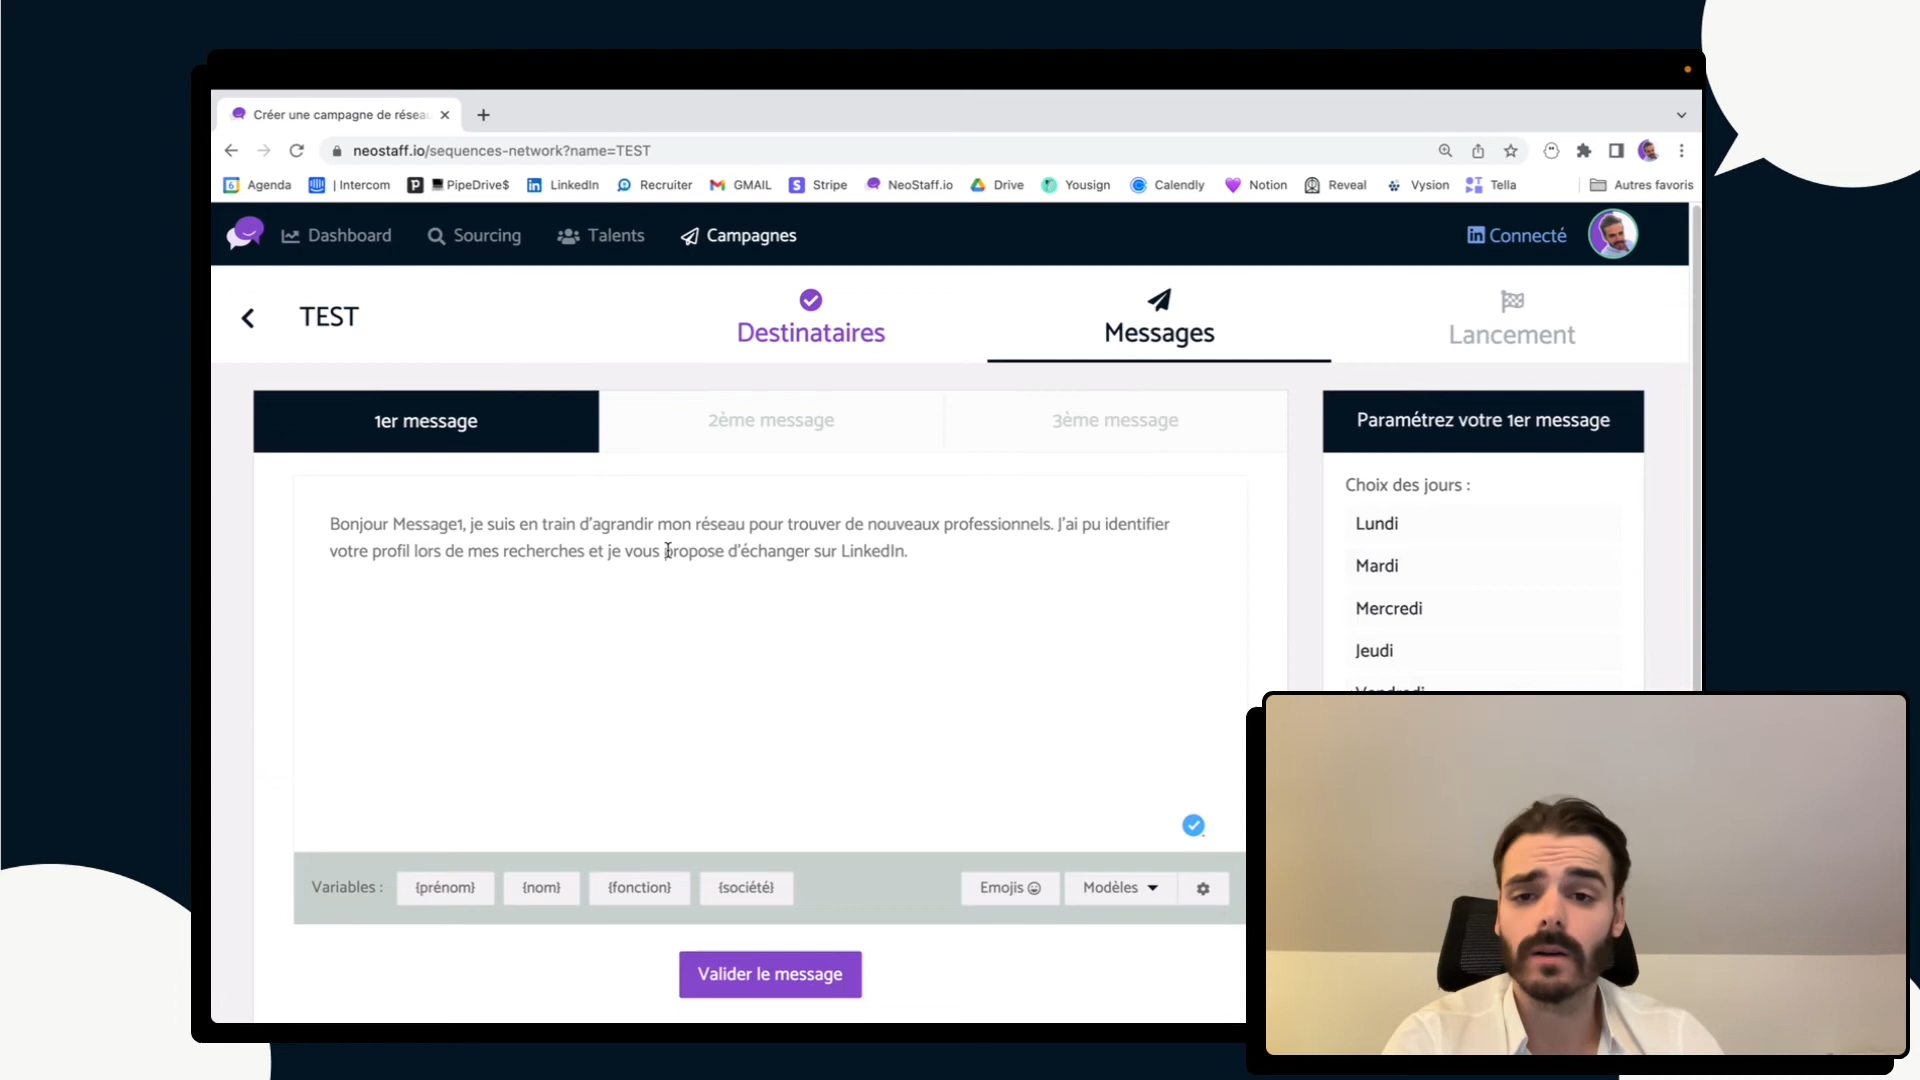 Créer une campagne de résea
neostaff.io/sequences-network?name=TEST
6 Agenda | Intercom PipeDrive$ LinkedIn Recruiter GMAIL Stripe NeoStaff.io Drive Yousign Calendly Notion Reveal Vysion Tella Autres favoris
Dashboard Sourcing Talents Campagnes Connecté
TEST Destinataires Messages Lancement
1er message 2ème message 3ème message Paramétrez votre 1er message
Choix des jours :
Bonjour Message1, je suis en train d'agrandir mon réseau pour trouver de nouveaux professionnels. J'ai pu identifier
votre profil lors de mes recherches et je vous propose d'échanger sur LinkedIn.
Lundi
Mardi
Mercredi
Jeudi
Vendredi
Variables : {prénom} {nom} {fonction} {société} Emojis Modèles
Valider le message